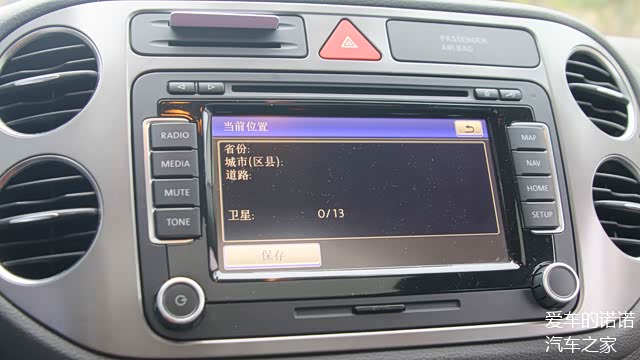 PASSENGER
AIR BAG
RADIO
MEDIA
MUTE
TONE
当前位置
省份:
城市(区县):
道路:
卫星: 0/13
保存
MAP
NAV
HOME
SETUP
爱车的诺诺
汽车之家